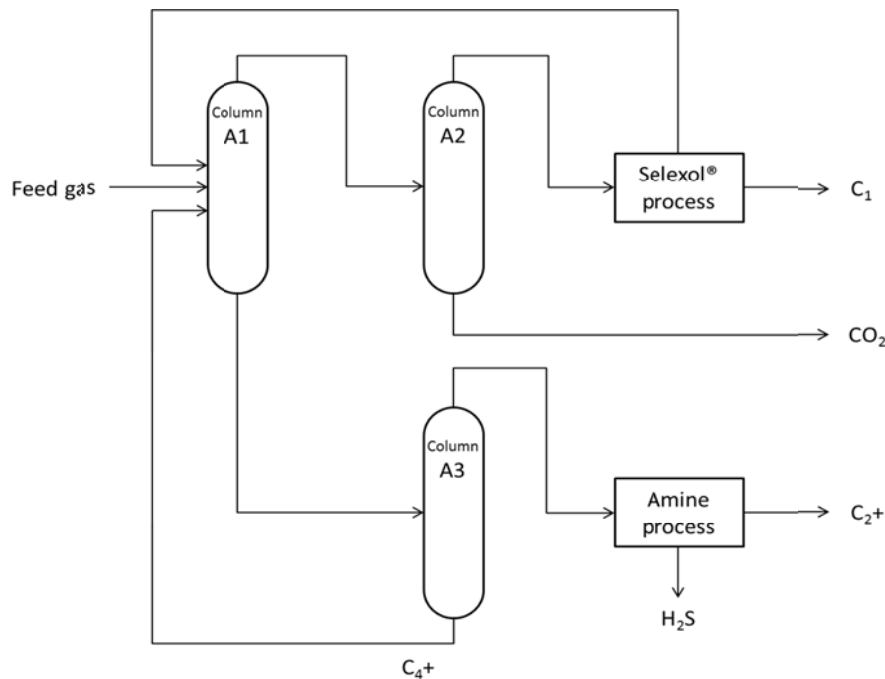 Column
A1
Column
A2
Feed gas
Selexol®
process
C₁
CO₂
Column
A3
Amine
process
C₂+
H₂S
C₄+